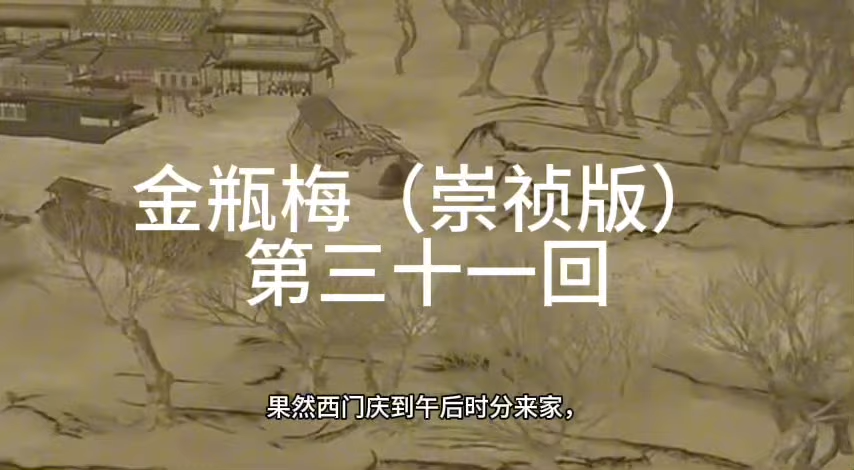 金瓶梅（崇祯版）
第三十一回
果然西门庆到午后时分来家，